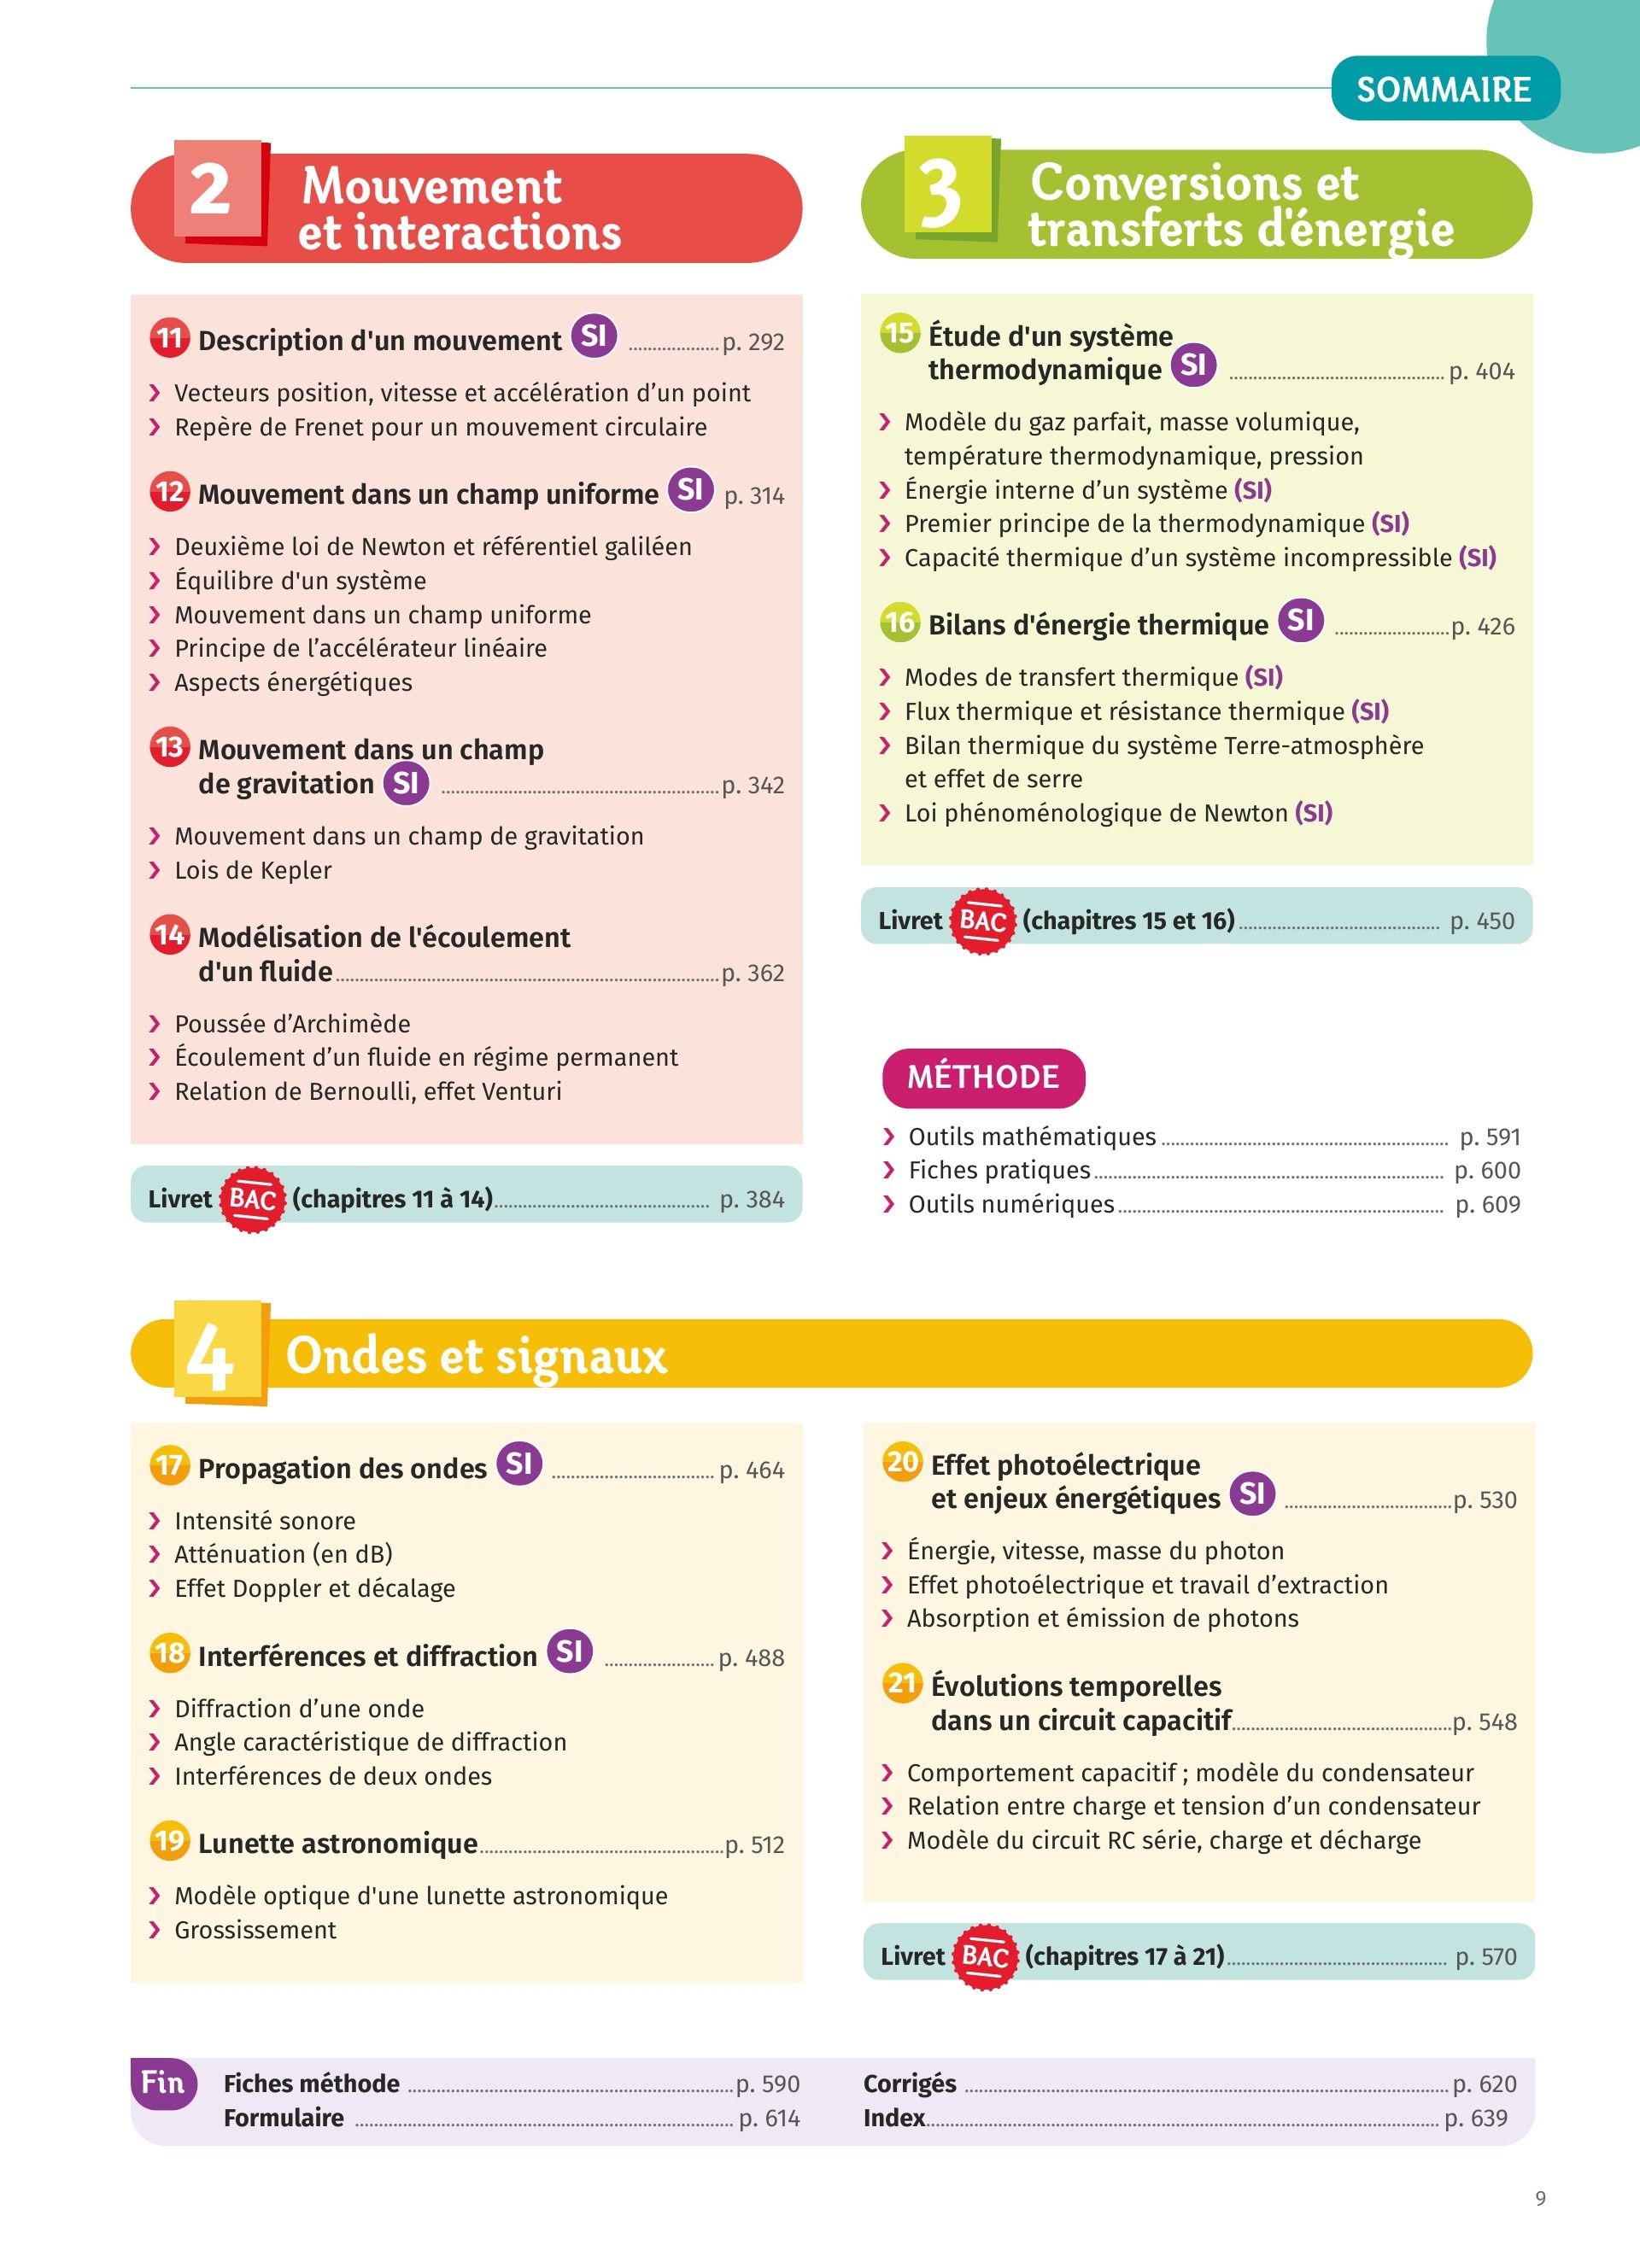 SOMMAIRE
2
Mouvement
et interactions
11 Description d'un mouvement SI ................... p. 292
› Vecteurs position, vitesse et accélération d’un point
› Repère de Frenet pour un mouvement circulaire
12 Mouvement dans un champ uniforme SI p. 314
› Deuxième loi de Newton et référentiel galiléen
› Équilibre d'un système
› Mouvement dans un champ uniforme
› Principe de l’accélérateur linéaire
› Aspects énergétiques
13 Mouvement dans un champ
de gravitation SI ................... p. 342
› Mouvement dans un champ de gravitation
› Lois de Kepler
14 Modélisation de l'écoulement
d'un fluide ................... p. 362
› Poussée d’Archimède
› Écoulement d’un fluide en régime permanent
› Relation de Bernoulli, effet Venturi
Livret BAC (chapitres 11 à 14) ................... p. 384
3
Conversions et
transferts d'énergie
15 Étude d'un système
thermodynamique SI ................... p. 404
› Modèle du gaz parfait, masse volumique,
température thermodynamique, pression
› Énergie interne d’un système (SI)
› Premier principe de la thermodynamique (SI)
› Capacité thermique d’un système incompressible (SI)
16 Bilans d'énergie thermique SI ................... p. 426
› Modes de transfert thermique (SI)
› Flux thermique et résistance thermique (SI)
› Bilan thermique du système Terre-atmosphère
et effet de serre
› Loi phénoménologique de Newton (SI)
Livret BAC (chapitres 15 et 16) ................... p. 450
MÉTHODE
› Outils mathématiques ................... p. 591
› Fiches pratiques ................... p. 600
› Outils numériques ................... p. 609
4
Ondes et signaux
17 Propagation des ondes SI ................... p. 464
› Intensité sonore
› Atténuation (en dB)
› Effet Doppler et décalage
18 Interférences et diffraction SI ................... p. 488
› Diffraction d’une onde
› Angle caractéristique de diffraction
› Interférences de deux ondes
19 Lunette astronomique ................... p. 512
› Modèle optique d'une lunette astronomique
› Grossissement
20 Effet photoélectrique
et enjeux énergétiques SI ................... p. 530
› Énergie, vitesse, masse du photon
› Effet photoélectrique et travail d’extraction
› Absorption et émission de photons
21 Évolutions temporelles
dans un circuit capacitif ................... p. 548
› Comportement capacitif ; modèle du condensateur
› Relation entre charge et tension d’un condensateur
› Modèle du circuit RC série, charge et décharge
Livret BAC (chapitres 17 à 21) ................... p. 570
Fin
Fiches méthode ................... p. 590
Formulaire ................... p. 614
Corrigés ................... p. 620
Index ................... p. 639
9